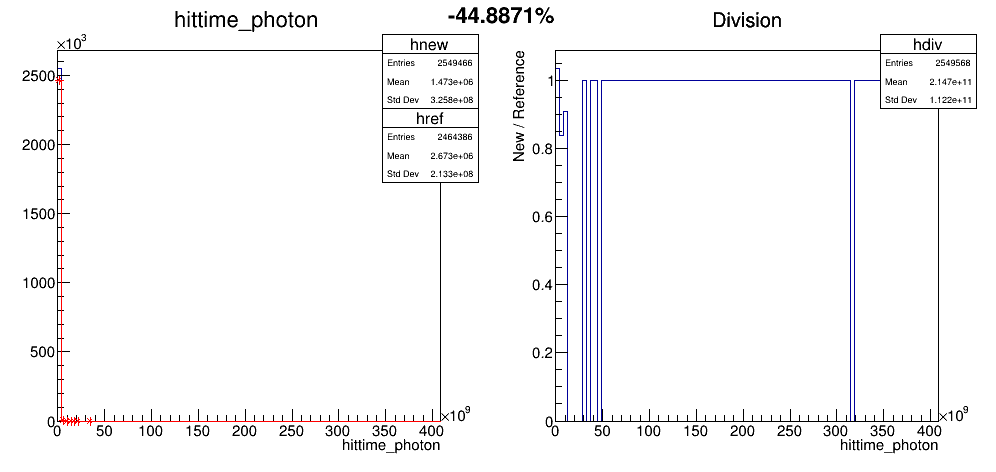 -44.8871%
hittime_photon
×10³
2500
2000
1500
1000
500
0
0 50 100 150 200 250 300 350 400
×10⁹
hittime_photon
hnew
Entries 2549466
Mean 1.473e+06
Std Dev 3.258e+08
href
Entries 2464386
Mean 2.673e+06
Std Dev 2.133e+08
Division
New / Reference
1
0.8
0.6
0.4
0.2
0
0 50 100 150 200 250 300 350 400
×10⁹
hittime_photon
hdiv
Entries 2549568
Mean 2.147e+11
Std Dev 1.122e+11